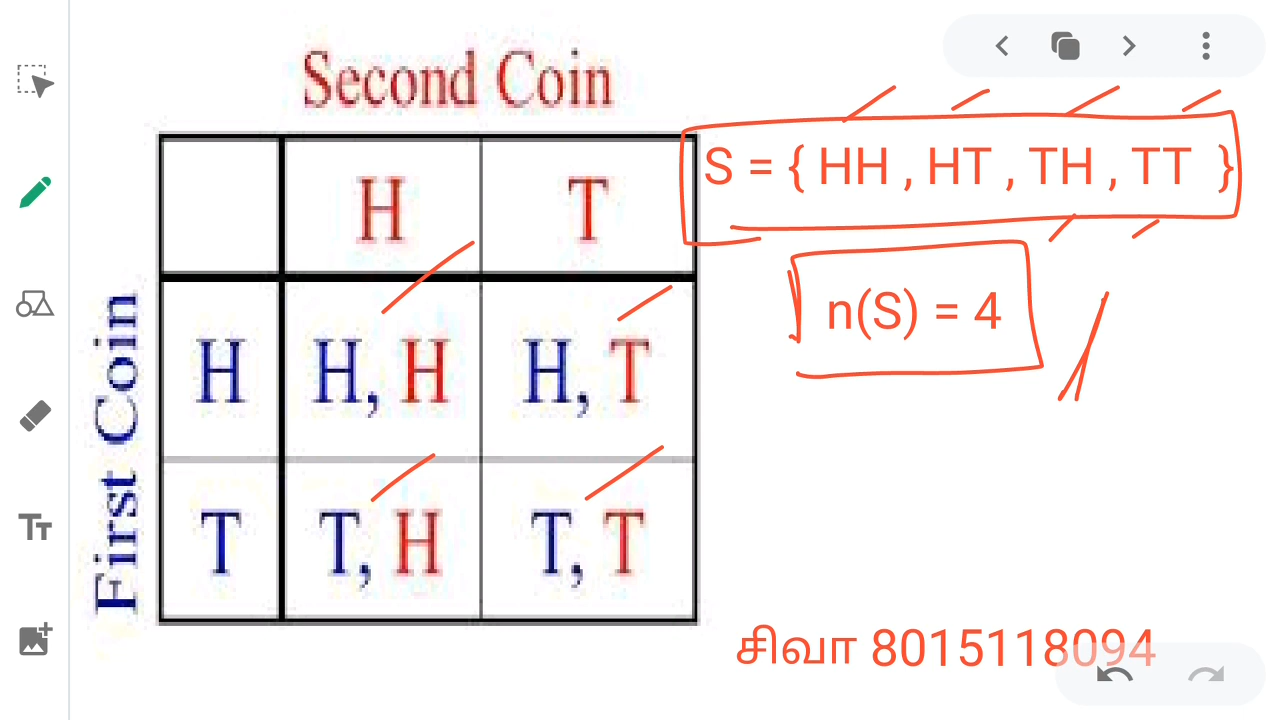 Second Coin
H T
First Coin
H H, H H, T
T T, H T, T
S = { HH , HT , TH , TT }
n(S) = 4
சிவா 8015118094